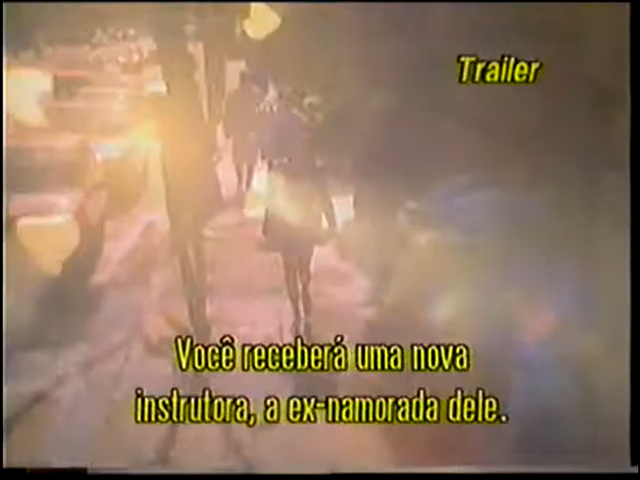 Trailer
Você receberá uma nova
instrutora, a ex-namorada dele.